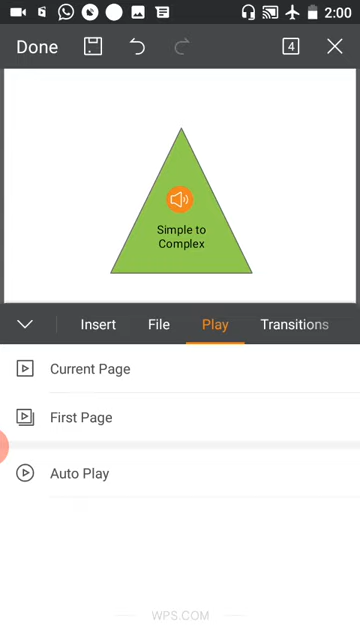 2:00
Done
4
Simple to
Complex
Insert File Play Transitions
Current Page
First Page
Auto Play
WPS.COM